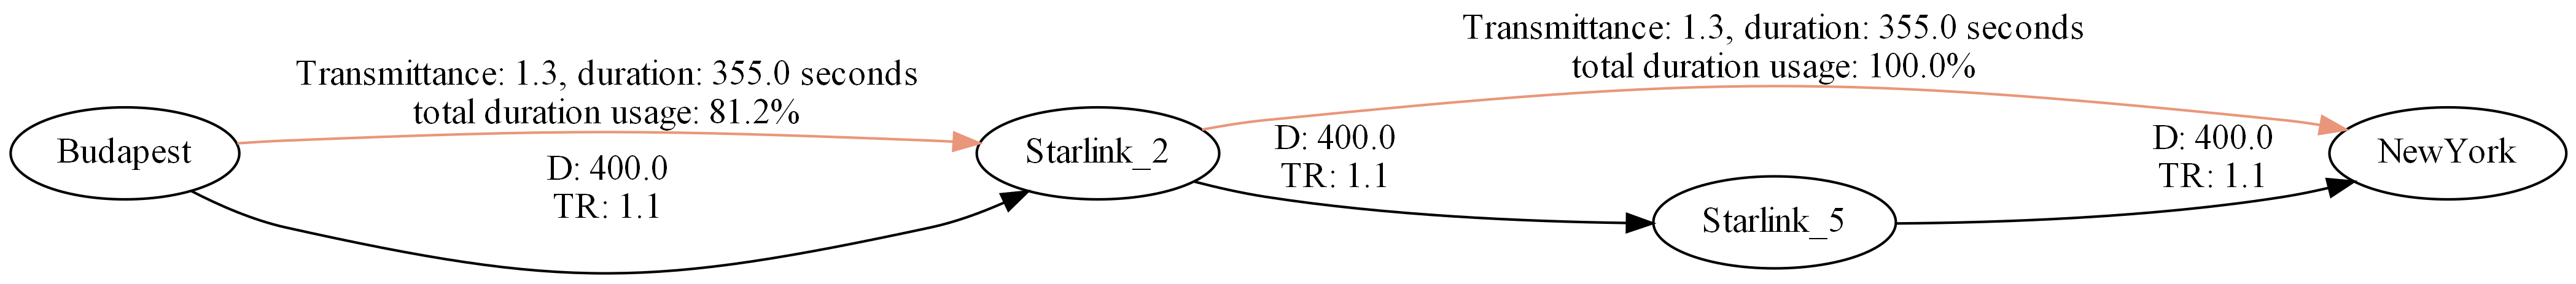 Transmittance: 1.3, duration: 355.0 seconds
total duration usage: 100.0%
Transmittance: 1.3, duration: 355.0 seconds
total duration usage: 81.2%
Budapest
D: 400.0
TR: 1.1
Starlink_2
D: 400.0
TR: 1.1
Starlink_5
D: 400.0
TR: 1.1
NewYork